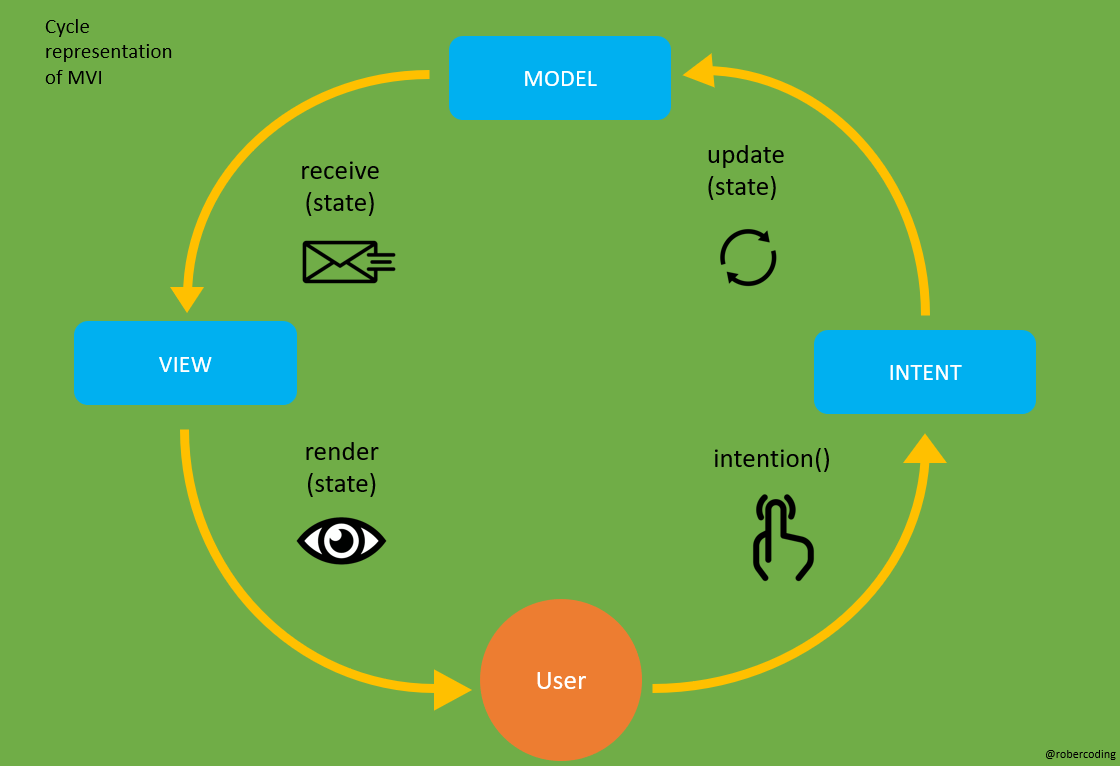 Cycle
representation
of MVI
MODEL
receive
(state)
update
(state)
VIEW
INTENT
render
(state)
intention()
User
@robercoding